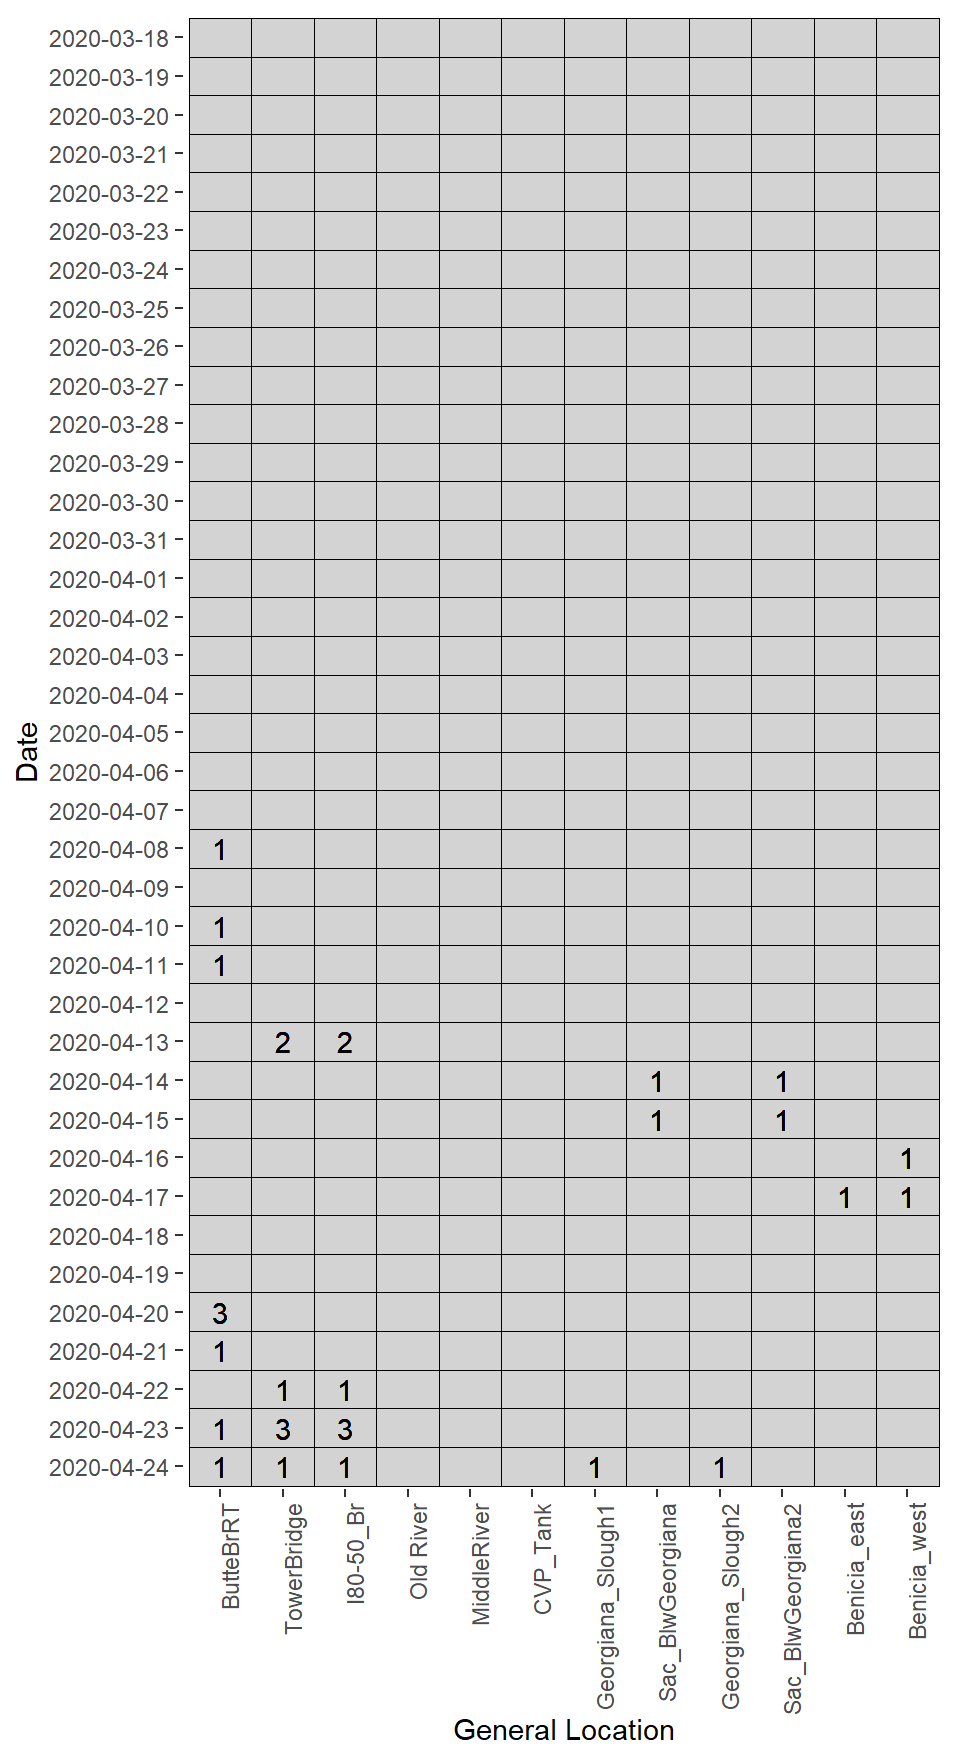 2020-03-18
2020-03-19
2020-03-20
2020-03-21
2020-03-22
2020-03-23
2020-03-24
2020-03-25
2020-03-26
2020-03-27
2020-03-28
2020-03-29
2020-03-30
2020-03-31
2020-04-01
2020-04-02
2020-04-03
2020-04-04
2020-04-05
2020-04-06
2020-04-07
2020-04-08 1
2020-04-09
2020-04-10 1
2020-04-11 1
2020-04-12
2020-04-13 2 2
2020-04-14 1 1
2020-04-15 1 1
2020-04-16 1
2020-04-17 1 1
2020-04-18
2020-04-19
2020-04-20 3
2020-04-21 1
2020-04-22 1 1
2020-04-23 1 3 3
2020-04-24 1 1 1 1 1
Date
ButteBrRT
TowerBridge
I80-50_Br
Old River
MiddleRiver
CVP_Tank
Georgiana_Slough1
Sac_BlwGeorgiana
Georgiana_Slough2
Sac_BlwGeorgiana2
Benicia_east
Benicia_west
General Location